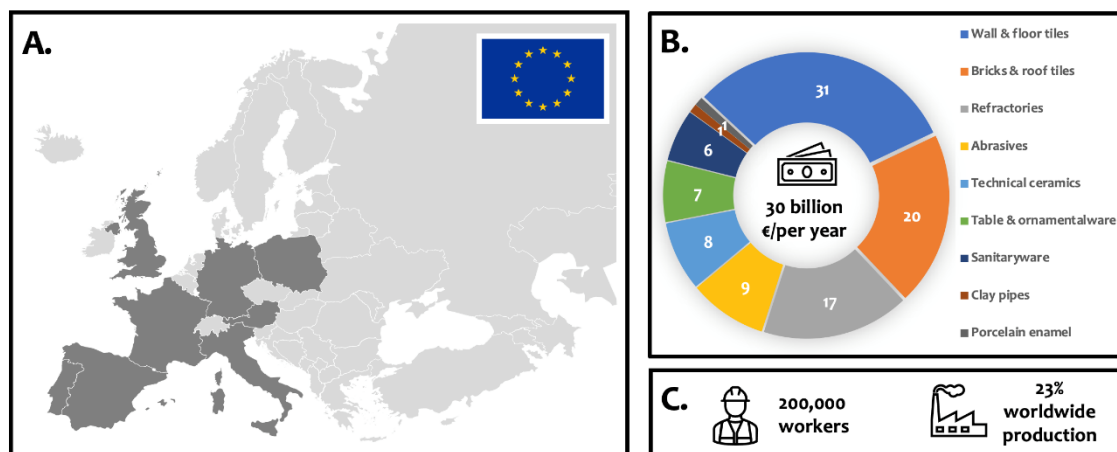 A.
B.
31
20
17
9
8
7
6
1
1
30 billion
€/per year
Wall & floor tiles
Bricks & roof tiles
Refractories
Abrasives
Technical ceramics
Table & ornamentalware
Sanitaryware
Clay pipes
Porcelain enamel
C.
200,000
workers
23%
worldwide
production